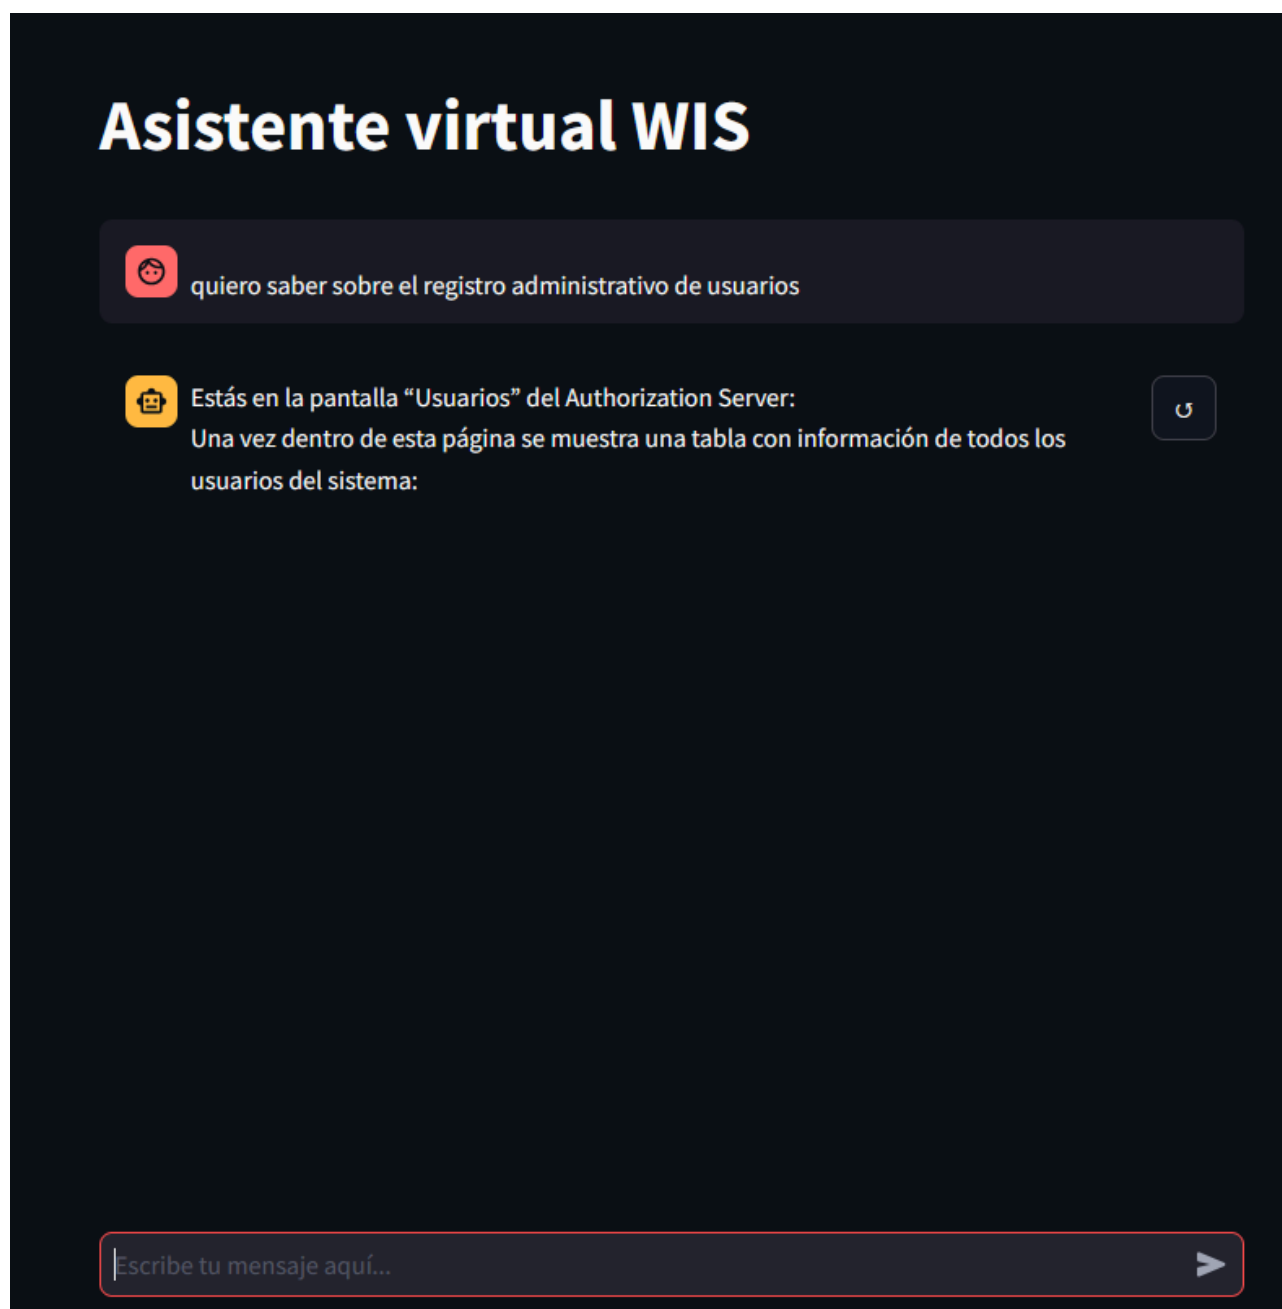 Asistente virtual WIS
quiero saber sobre el registro administrativo de usuarios
Estás en la pantalla “Usuarios” del Authorization Server:
Una vez dentro de esta página se muestra una tabla con información de todos los
usuarios del sistema:
Escribe tu mensaje aquí...